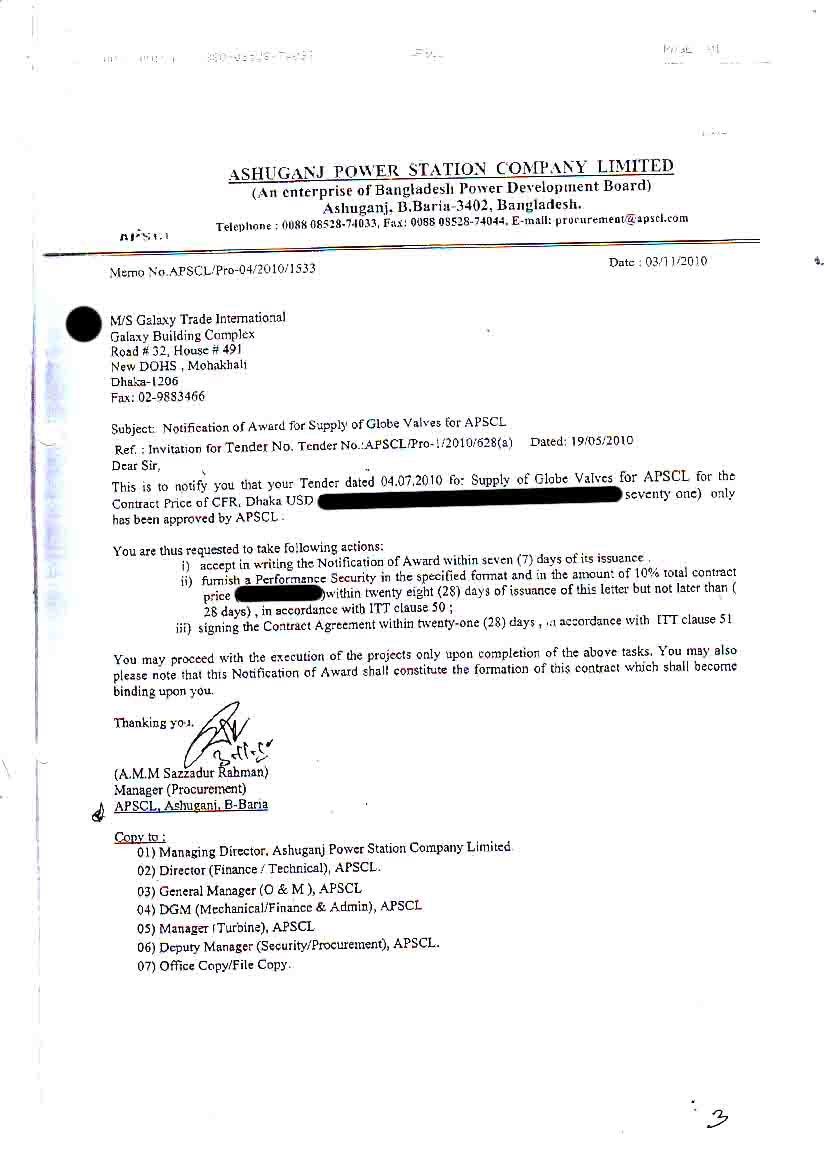 ASHUGANJ POWER STATION COMPANY LIMITED
(An enterprise of Bangladesh Power Development Board)
Ashuganj, B.Baria-3402, Bangladesh.
Telephone : 0088 08528-74033, Fax: 0088 08528-74044, E-mail: procurement@apscl.com
APSCL
Memo No.APSCL/Pro-04/2010/1533
Date : 03/11/2010
M/S Galaxy Trade International
Galaxy Building Complex
Road # 32, House # 491
New DOHS , Mohakhali
Dhaka-1206
Fax: 02-9883466
Subject: Notification of Award for Supply of Globe Valves for APSCL
Ref. : Invitation for Tender No. Tender No.:APSCL/Pro-1/2010/628(a) Dated: 19/05/2010
Dear Sir,
This is to notify you that your Tender dated 04.07.2010 for Supply of Globe Valves for APSCL for the
Contract Price of CFR, Dhaka USD seventy one) only
has been approved by APSCL .
You are thus requested to take following actions:
i) accept in writing the Notification of Award within seven (7) days of its issuance .
ii) furnish a Performance Security in the specified format and in the amount of 10% total contract
price )within twenty eight (28) days of issuance of this letter but not later than (
28 days) , in accordance with ITT clause 50 ;
iii) signing the Contract Agreement within twenty-one (28) days , in accordance with ITT clause 51
You may proceed with the execution of the projects only upon completion of the above tasks. You may also
please note that this Notification of Award shall constitute the formation of this contract which shall become
binding upon you.
Thanking you.
(A.M.M Sazzadur Rahman)
Manager (Procurement)
APSCL, Ashuganj, B-Baria
Copy to :
01) Managing Director, Ashuganj Power Station Company Limited.
02) Director (Finance / Technical), APSCL.
03) General Manager (O & M ), APSCL
04) DGM (Mechanical/Finance & Admin), APSCL
05) Manager (Turbine), APSCL
06) Deputy Manager (Security/Procurement), APSCL.
07) Office Copy/File Copy.
3